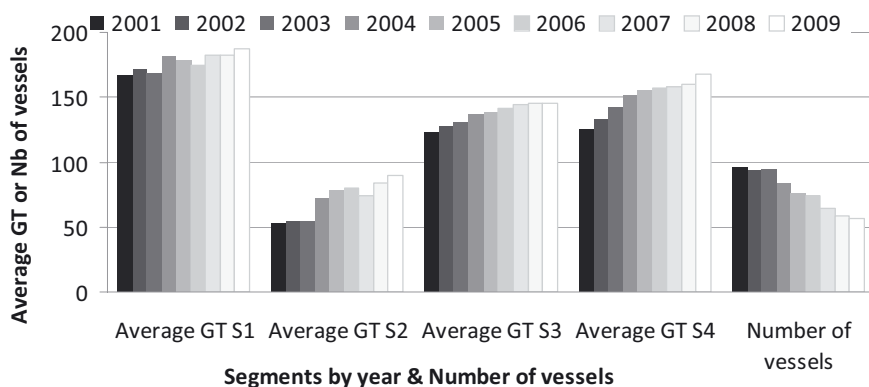 2001 2002 2003 2004 2005 2006 2007 2008 2009
200
150
100
50
0
Average GT or Nb of vessels
Average GT S1 Average GT S2 Average GT S3 Average GT S4 Number of
vessels
Segments by year & Number of vessels